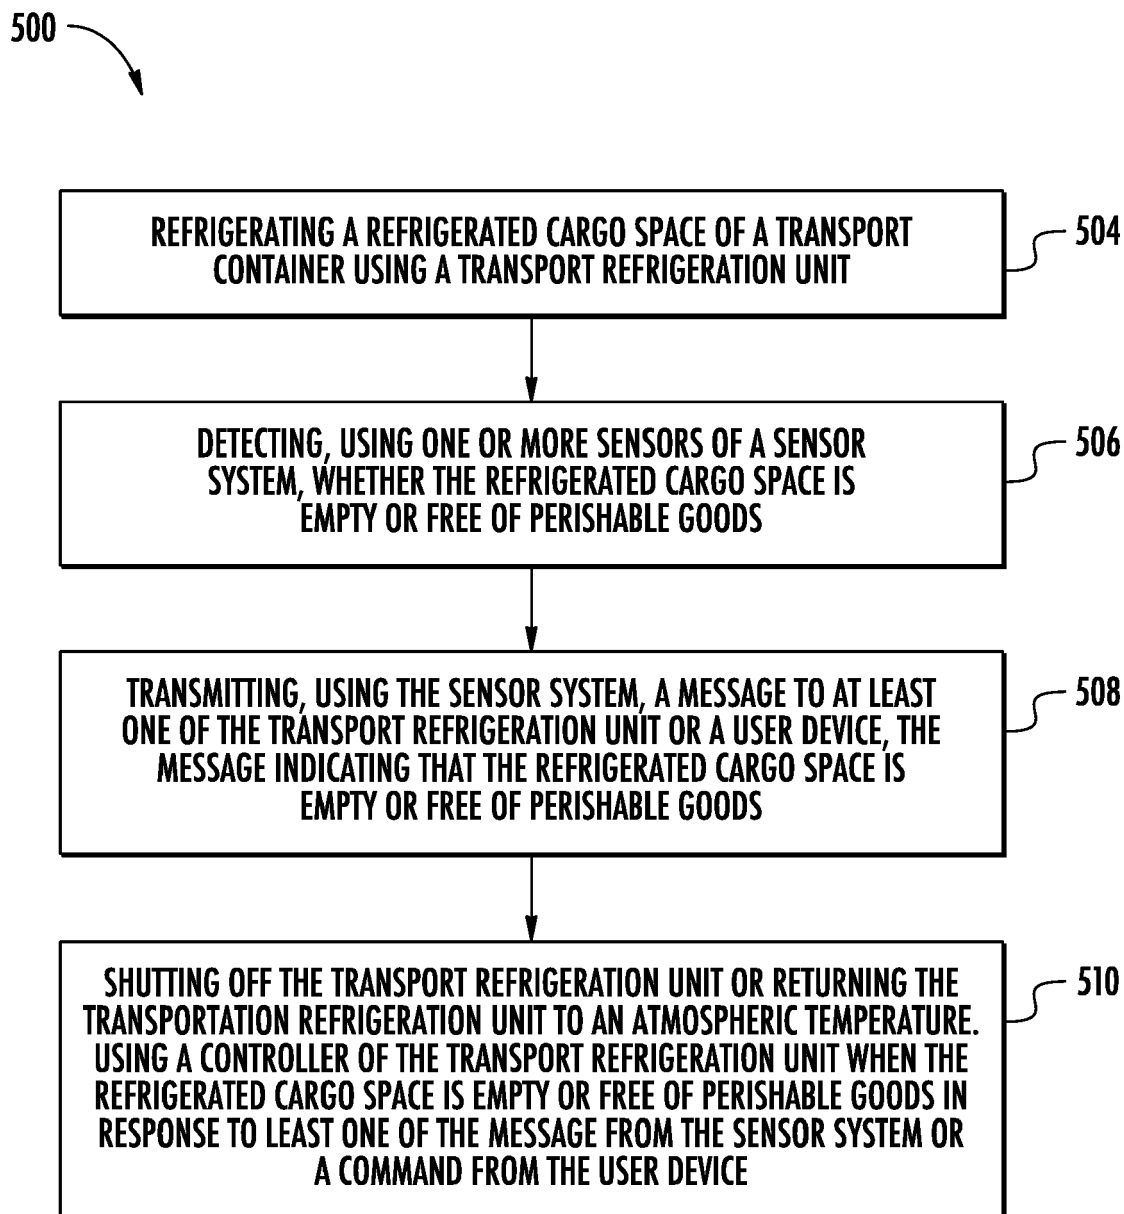 500
REFRIGERATING A REFRIGERATED CARGO SPACE OF A TRANSPORT
CONTAINER USING A TRANSPORT REFRIGERATION UNIT
504
DETECTING, USING ONE OR MORE SENSORS OF A SENSOR
SYSTEM, WHETHER THE REFRIGERATED CARGO SPACE IS
EMPTY OR FREE OF PERISHABLE GOODS
506
TRANSMITTING, USING THE SENSOR SYSTEM, A MESSAGE TO AT LEAST
ONE OF THE TRANSPORT REFRIGERATION UNIT OR A USER DEVICE, THE
MESSAGE INDICATING THAT THE REFRIGERATED CARGO SPACE IS
EMPTY OR FREE OF PERISHABLE GOODS
508
SHUTTING OFF THE TRANSPORT REFRIGERATION UNIT OR RETURNING THE
TRANSPORTATION REFRIGERATION UNIT TO AN ATMOSPHERIC TEMPERATURE.
USING A CONTROLLER OF THE TRANSPORT REFRIGERATION UNIT WHEN THE
REFRIGERATED CARGO SPACE IS EMPTY OR FREE OF PERISHABLE GOODS IN
RESPONSE TO LEAST ONE OF THE MESSAGE FROM THE SENSOR SYSTEM OR
A COMMAND FROM THE USER DEVICE
510